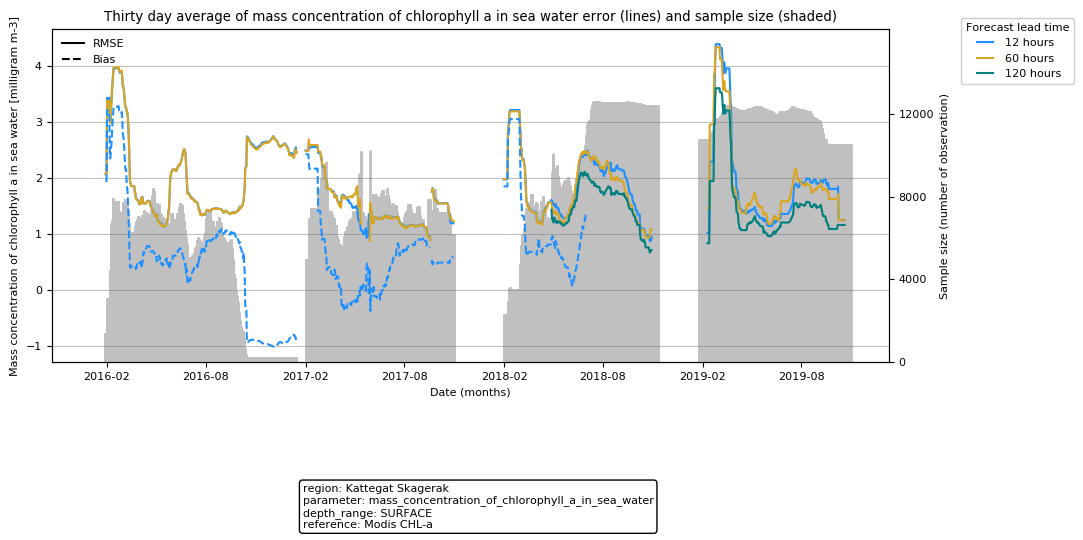 Thirty day average of mass concentration of chlorophyll a in sea water error (lines) and sample size (shaded)
Forecast lead time
12 hours
60 hours
120 hours
RMSE
Bias
Mass concentration of chlorophyll a in sea water [milligram m-3]
4
3
2
1
0
−1
12000
8000
4000
0
Sample size (number of observation)
2016-02
2016-08
2017-02
2017-08
2018-02
2018-08
2019-02
2019-08
Date (months)
region: Kattegat Skagerak
parameter: mass_concentration_of_chlorophyll_a_in_sea_water
depth_range: SURFACE
reference: Modis CHL-a